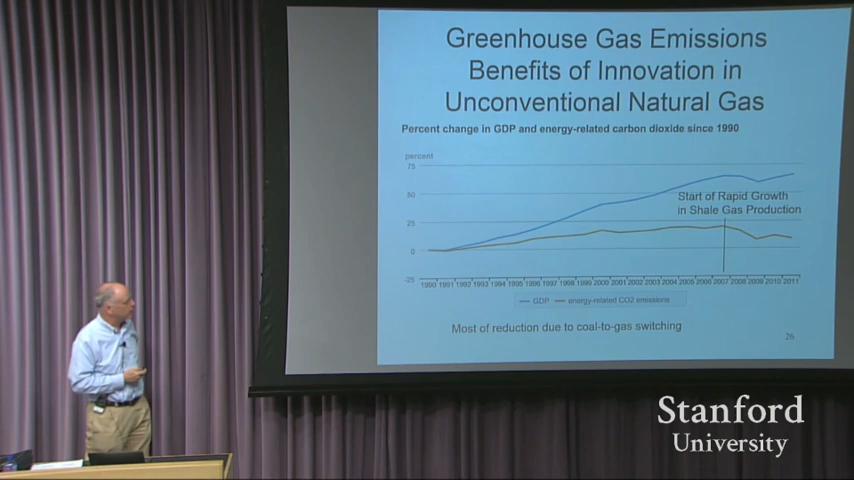 Greenhouse Gas Emissions
Benefits of Innovation in
Unconventional Natural Gas
Percent change in GDP and energy-related carbon dioxide since 1990
percent
75
50
Start of Rapid Growth
in Shale Gas Production
25
0
-25
1990 1991 1992 1993 1994 1995 1996 1997 1998 1999 2000 2001 2002 2003 2004 2005 2006 2007 2008 2009 2010 2011
GDP energy-related CO2 emissions
Most of reduction due to coal-to-gas switching
26
Stanford
University